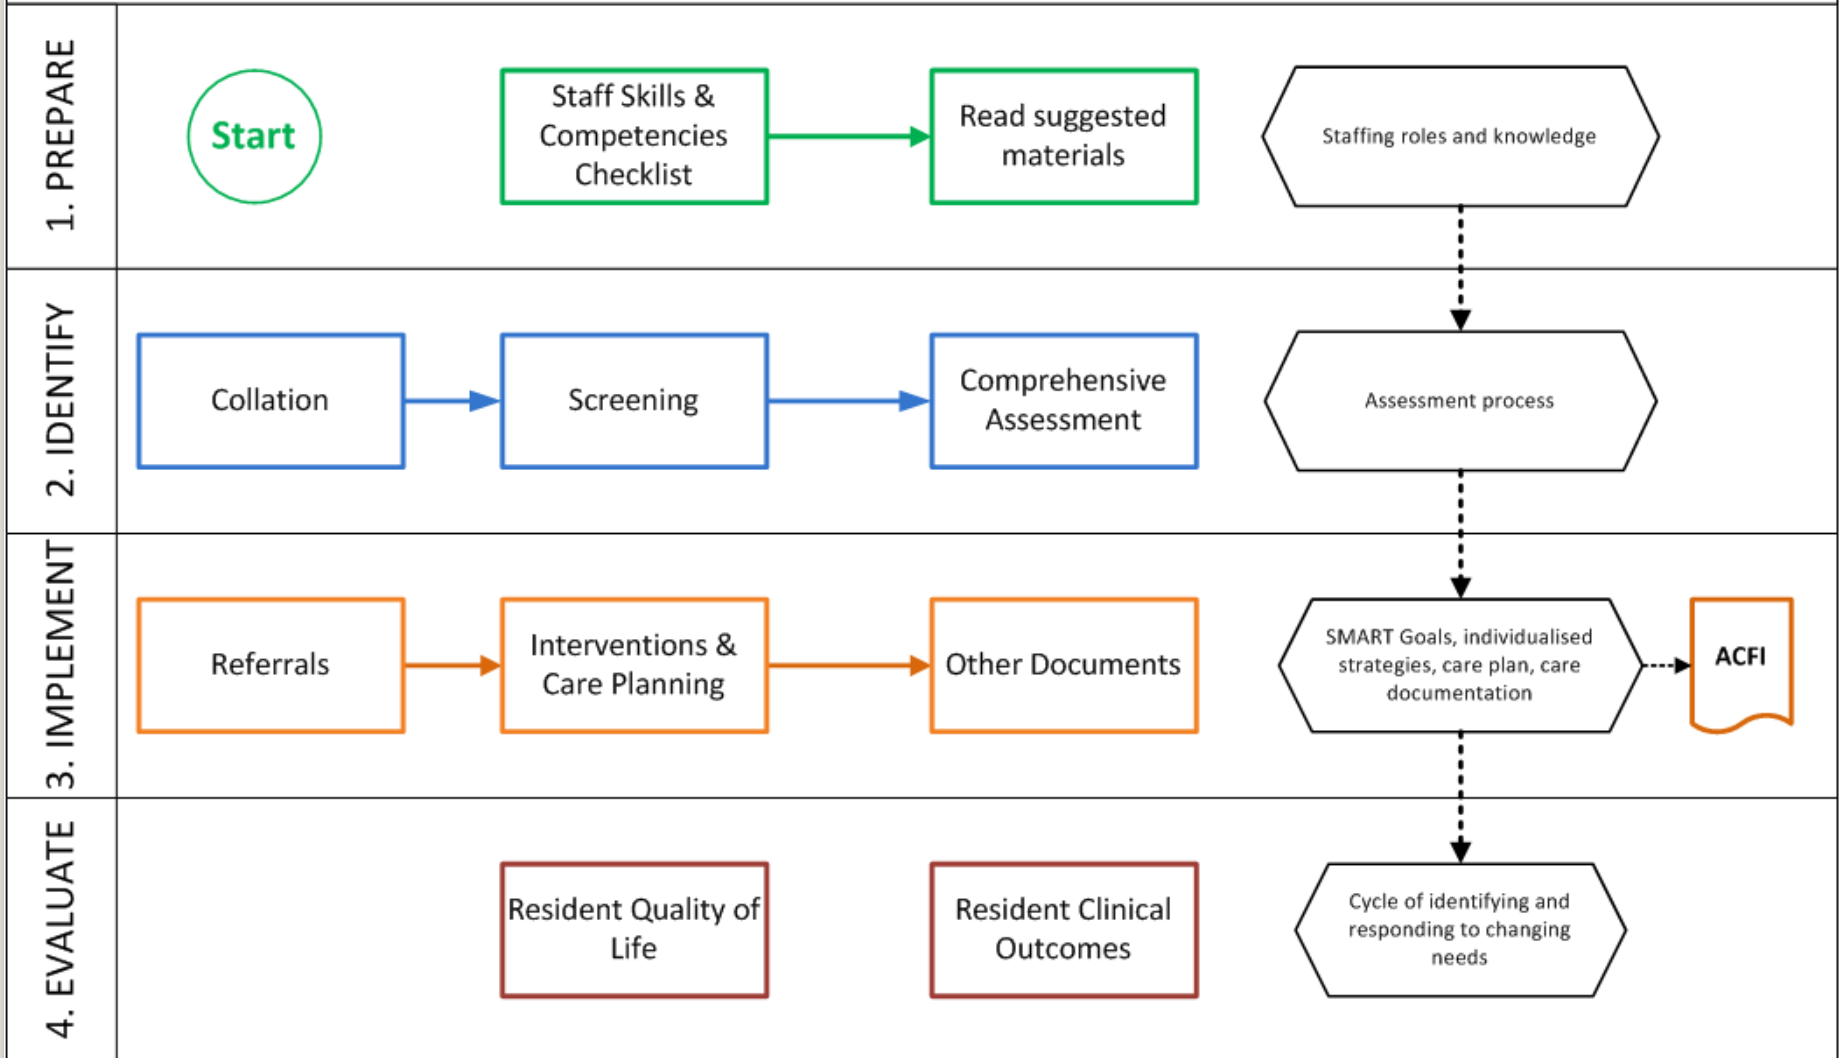 1. PREPARE
Start
Staff Skills &
Competencies
Checklist
Read suggested
materials
Staffing roles and knowledge
2. IDENTIFY
Collation
Screening
Comprehensive
Assessment
Assessment process
3. IMPLEMENT
Referrals
Interventions &
Care Planning
Other Documents
SMART Goals, individualised
strategies, care plan, care
documentation
ACFI
4. EVALUATE
Resident Quality of
Life
Resident Clinical
Outcomes
Cycle of identifying and
responding to changing
needs